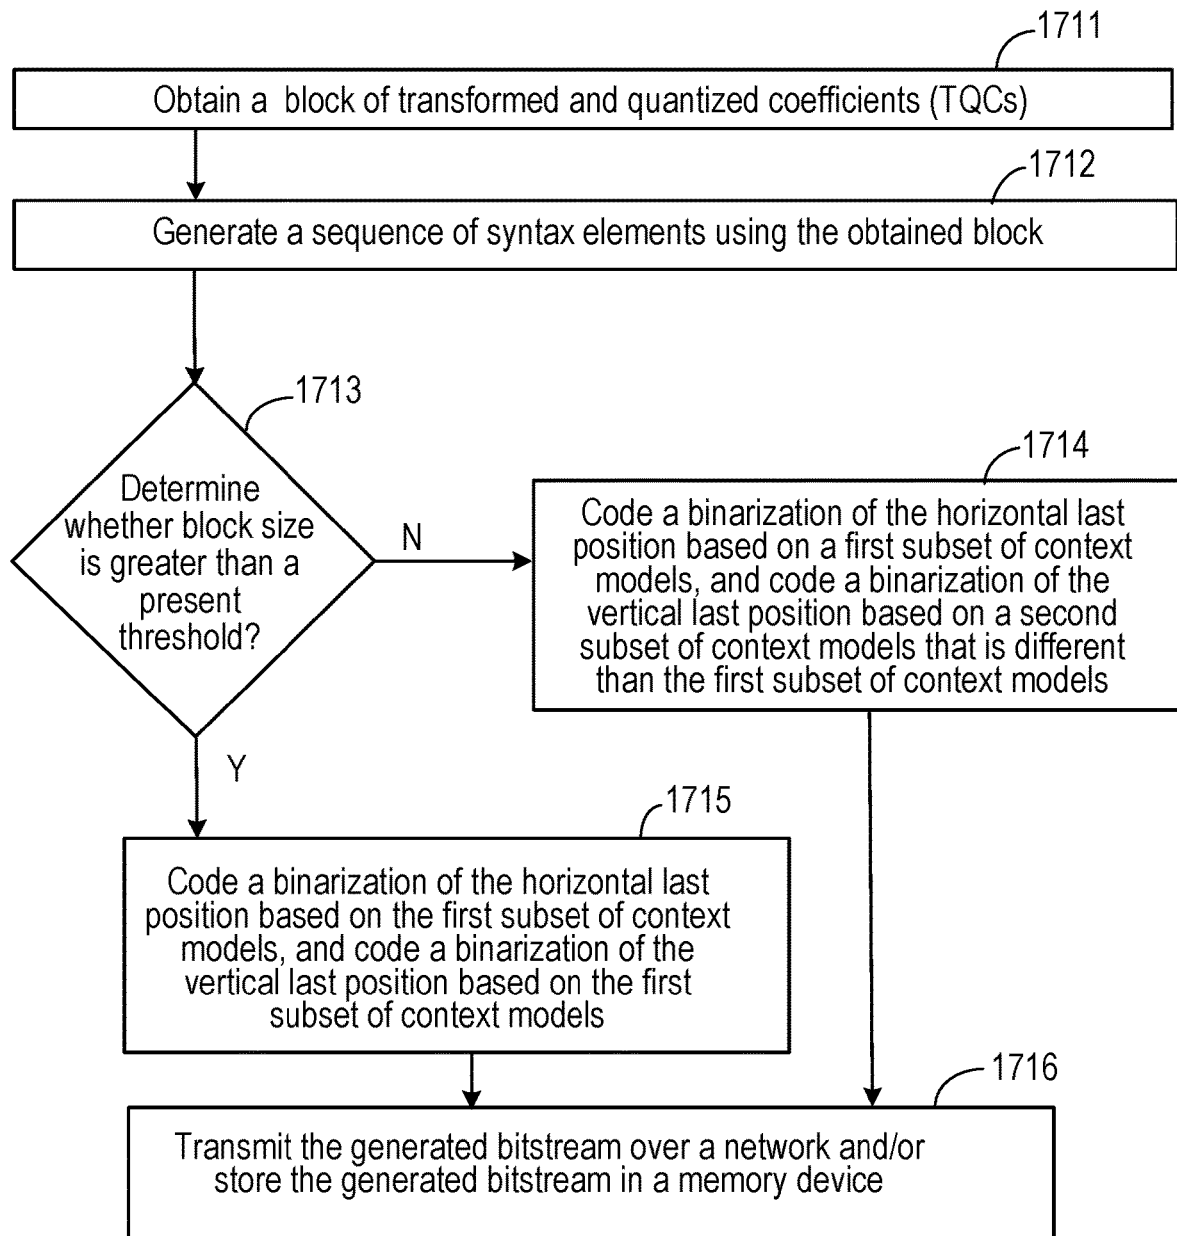 1711
Obtain a block of transformed and quantized coefficients (TQCs)
1712
Generate a sequence of syntax elements using the obtained block
1713
Determine
whether block size
is greater than a
present
threshold?
N
1714
Code a binarization of the horizontal last
position based on a first subset of context
models, and code a binarization of the
vertical last position based on a second
subset of context models that is different
than the first subset of context models
Y
1715
Code a binarization of the horizontal last
position based on the first subset of context
models, and code a binarization of the
vertical last position based on the first
subset of context models
1716
Transmit the generated bitstream over a network and/or
store the generated bitstream in a memory device